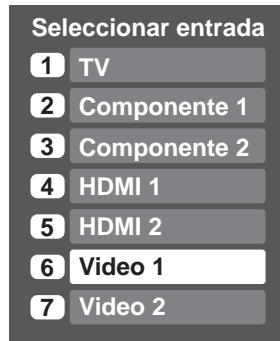 Seleccionar entrada
1 TV
2 Componente 1
3 Componente 2
4 HDMI 1
5 HDMI 2
6 Video 1
7 Video 2